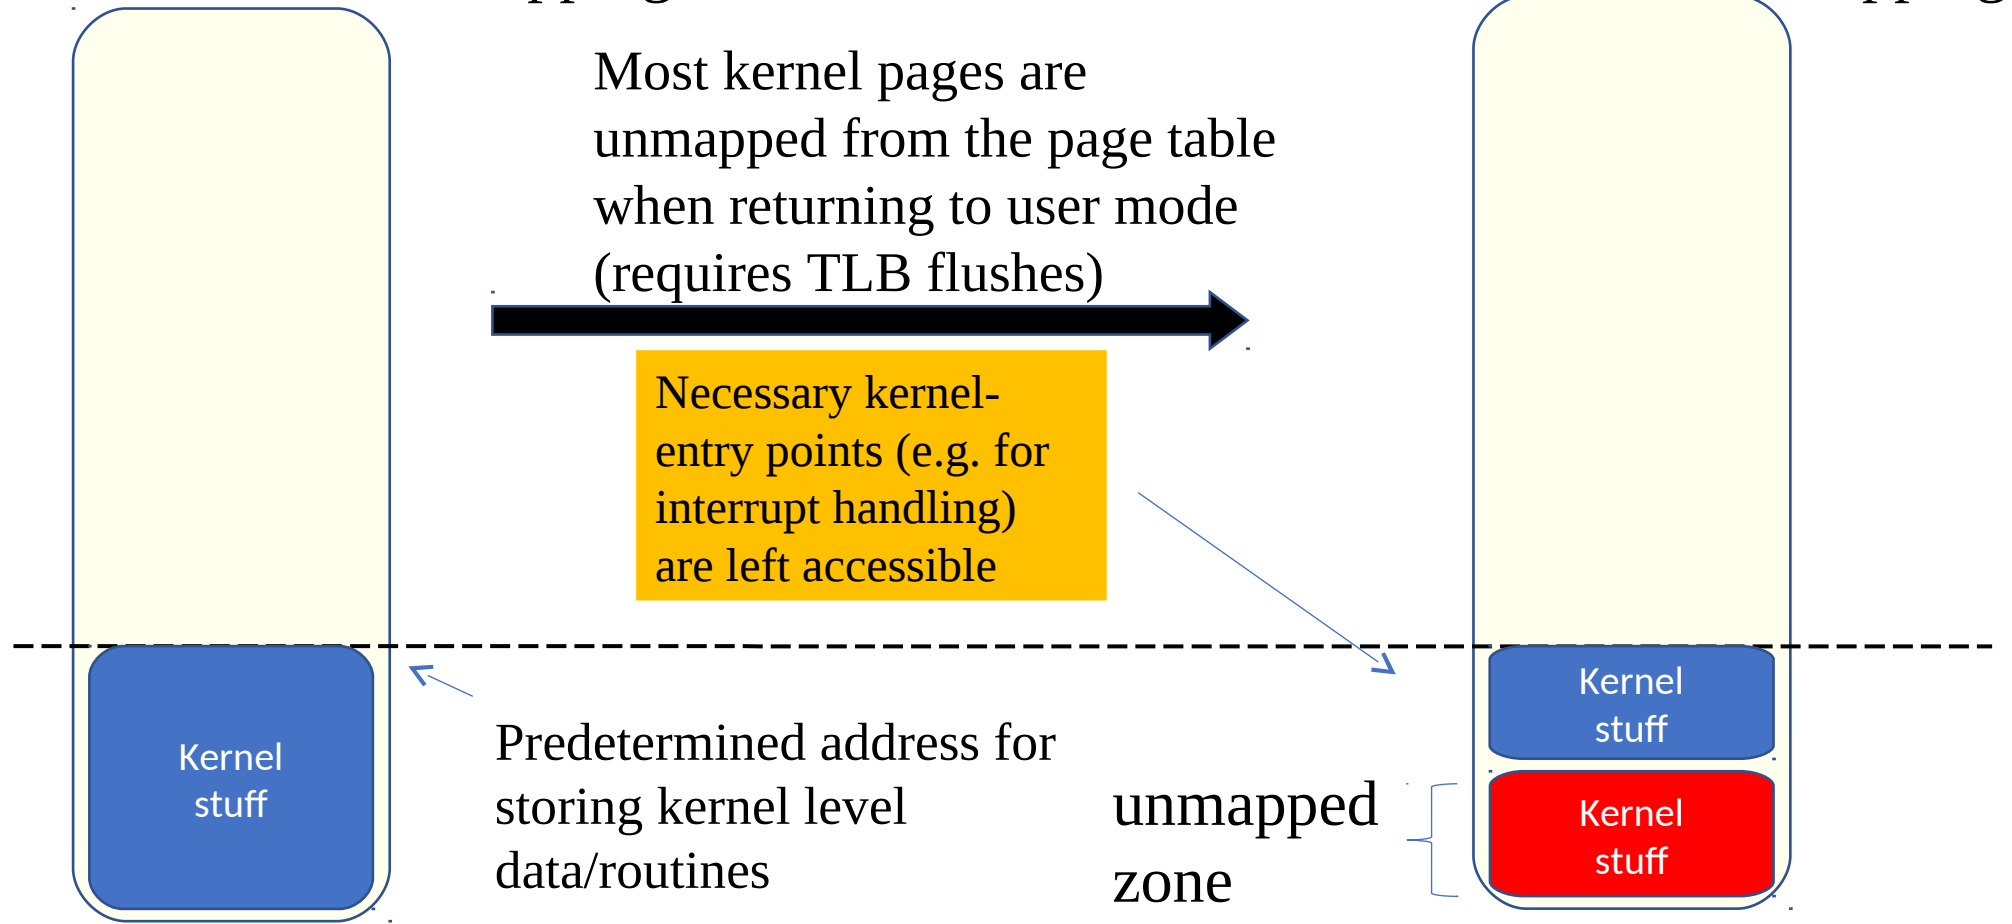 Most kernel pages are
unmapped from the page table
when returning to user mode
(requires TLB flushes)
Necessary kernel-
entry points (e.g. for
interrupt handling)
are left accessible
Kernel
stuff
Predetermined address for
storing kernel level
data/routines
unmapped
zone
Kernel
stuff
Kernel
stuff